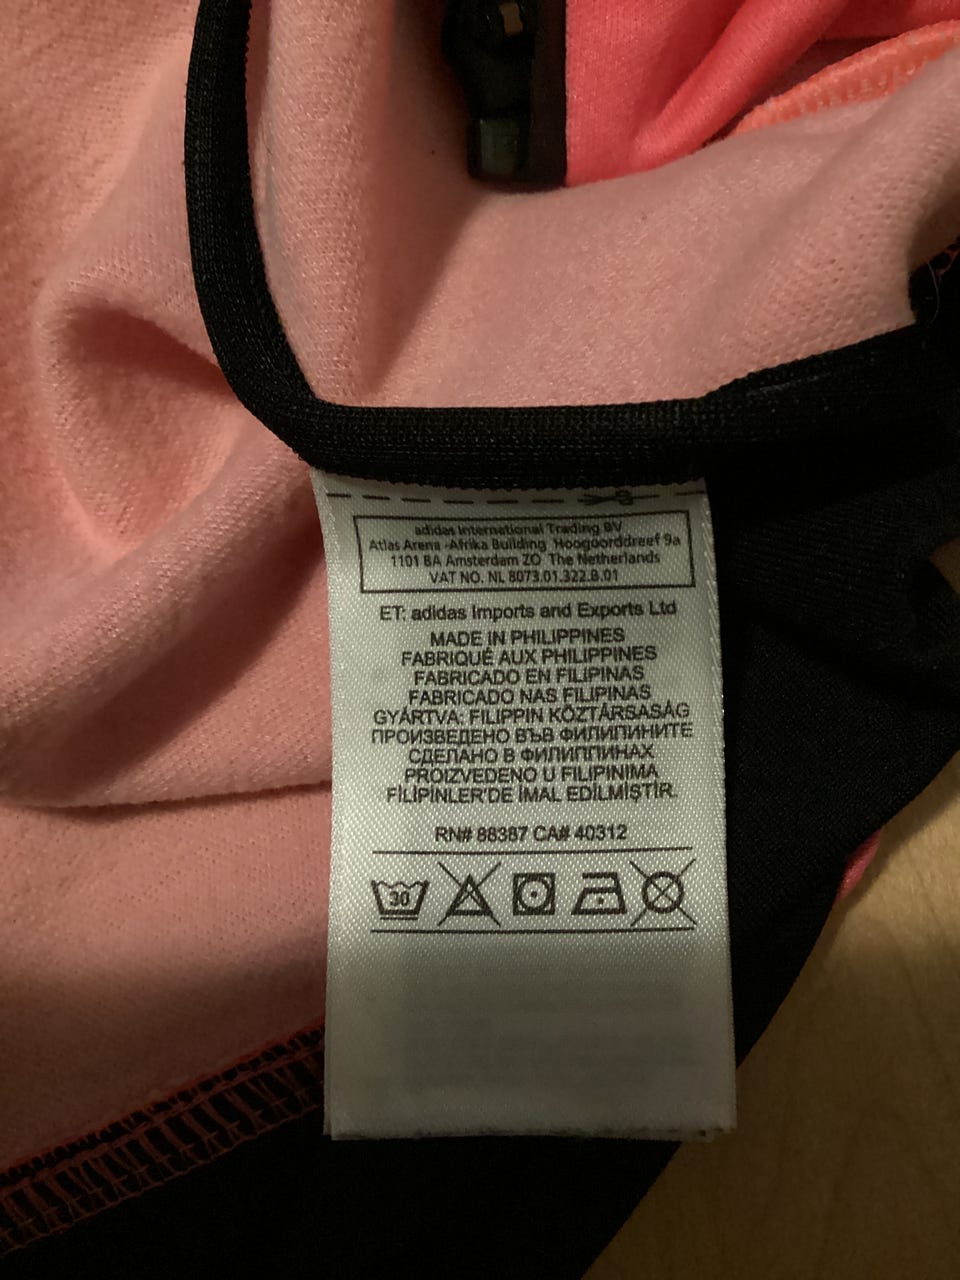 adidas International Trading BV
Atlas Arena -Afrika Building Hoogoorddreef 9a
1101 BA Amsterdam ZO The Netherlands
VAT NO. NL 8073.01.322.B.01
ET: adidas Imports and Exports Ltd
MADE IN PHILIPPINES
FABRIQUÉ AUX PHILIPPINES
FABRICADO EN FILIPINAS
FABRICADO NAS FILIPINAS
GYÁRTVA: FILIPPIN KÖZTÁRSASÁG
ПРОИЗВЕДЕНО ВЪВ ФИЛИПИНИТЕ
СДЕЛАНО В ФИЛИППИНАХ
PROIZVEDENO U FILIPINIMA
FİLİPİNLER'DE İMAL EDİLMİŞTİR.
RN# 88387 CA# 40312
30